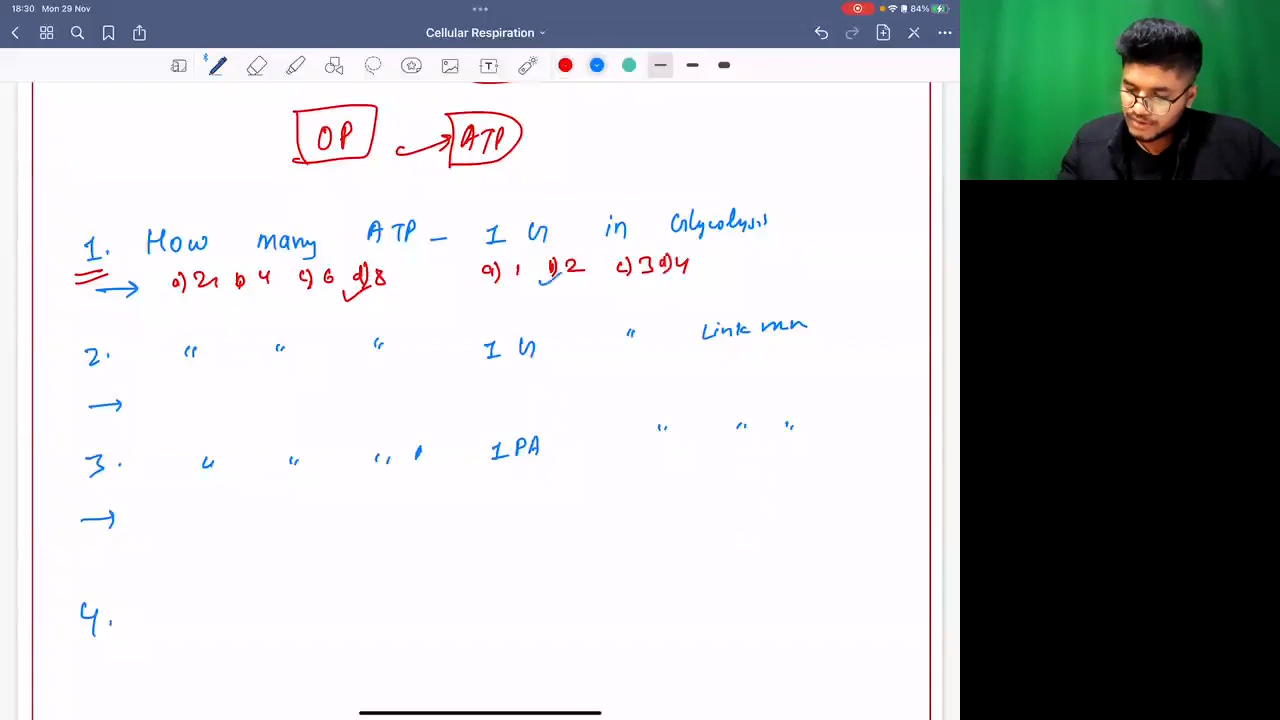 18:30 Mon 29 Nov
84%
Cellular Respiration
T
OP → ATP
1. How many ATP - 1 G in Glycolysis
→ a) 2 b) 4 c) 6 d) 8 a) 1 b) 2 c) 3 d) 4
2. " " " 1 G " Link rxn
→
3. " " " 1 PA " " "
→
4.